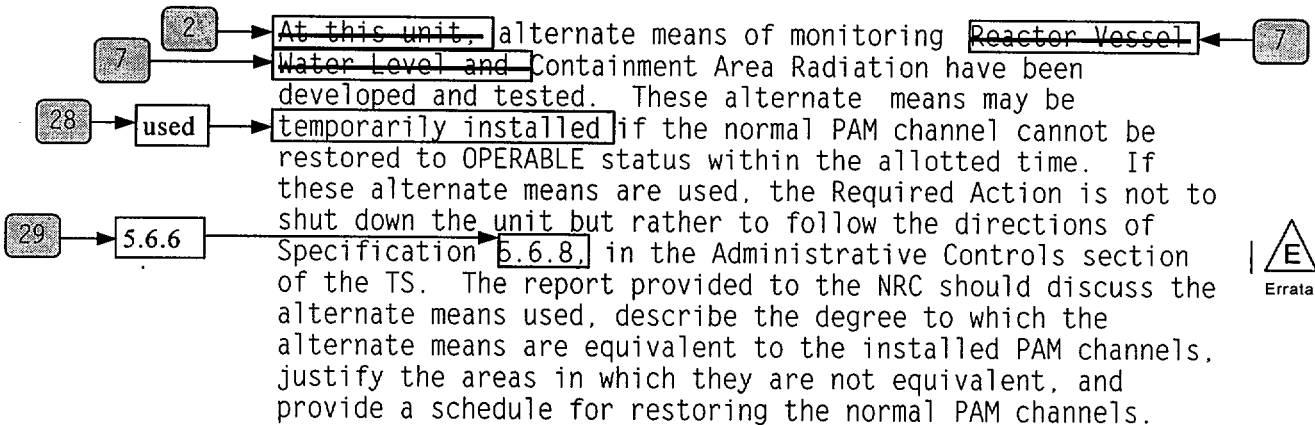 2 At this unit, alternate means of monitoring Reactor Vessel 7
7 Water Level and Containment Area Radiation have been
developed and tested. These alternate means may be
28 used temporarily installed if the normal PAM channel cannot be
restored to OPERABLE status within the allotted time. If
these alternate means are used, the Required Action is not to
shut down the unit but rather to follow the directions of
29 5.6.6 Specification 5.6.8, in the Administrative Controls section E
of the TS. The report provided to the NRC should discuss the Errata
alternate means used, describe the degree to which the
alternate means are equivalent to the installed PAM channels,
justify the areas in which they are not equivalent, and
provide a schedule for restoring the normal PAM channels.